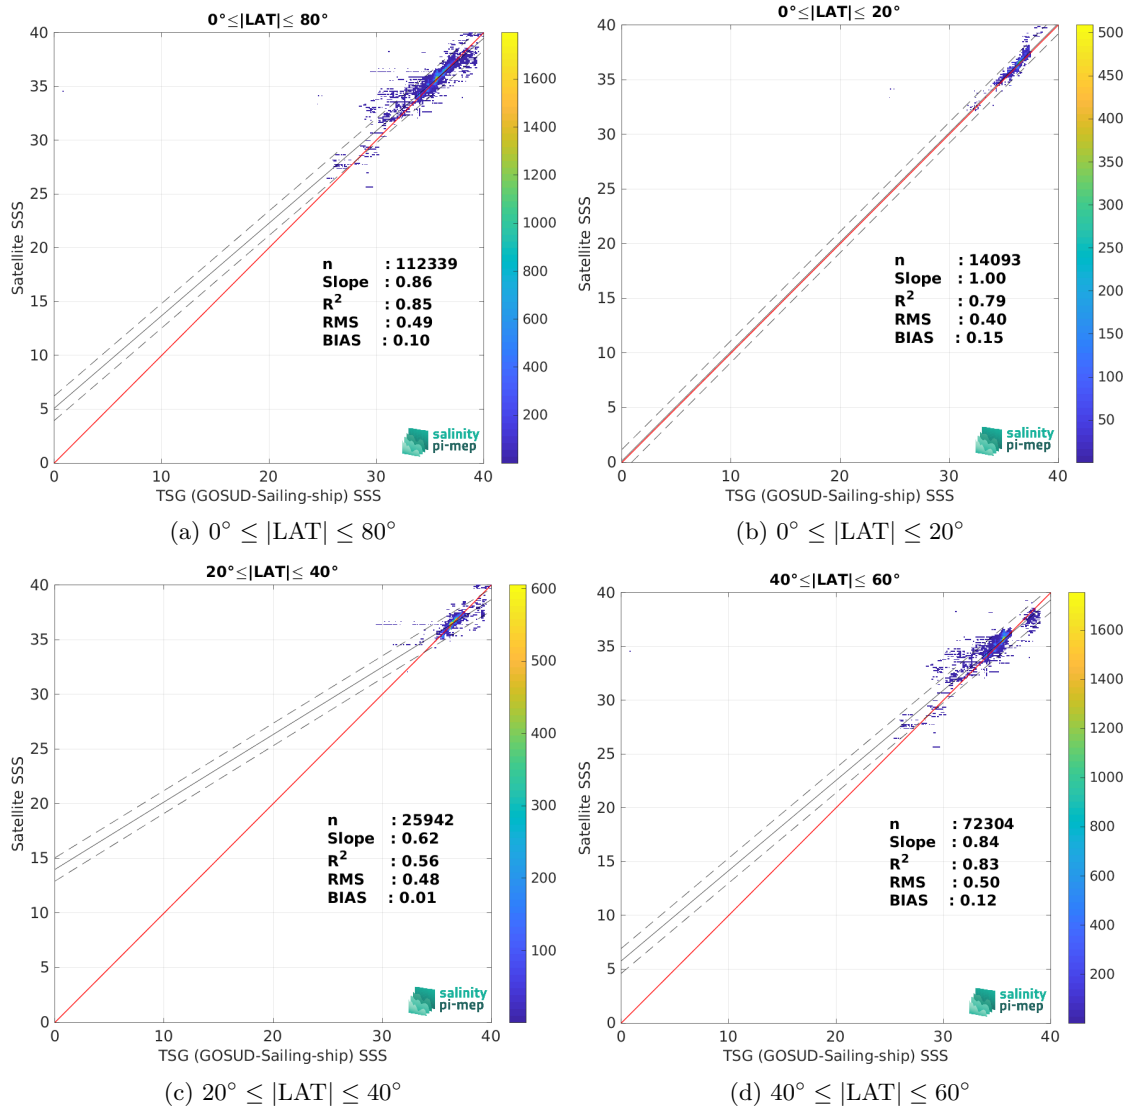 0°≤|LAT|≤ 80°
Satellite SSS
40
35
30
25
20
15
10
5
0
0 10 20 30 40
TSG (GOSUD-Sailing-ship) SSS
n : 112339
Slope : 0.86
R² : 0.85
RMS : 0.49
BIAS : 0.10
salinity
pi-mep
1600
1400
1200
1000
800
600
400
200
(a) 0° ≤ |LAT| ≤ 80°
0°≤|LAT|≤ 20°
Satellite SSS
40
35
30
25
20
15
10
5
0
0 10 20 30 40
TSG (GOSUD-Sailing-ship) SSS
n : 14093
Slope : 1.00
R² : 0.79
RMS : 0.40
BIAS : 0.15
salinity
pi-mep
500
450
400
350
300
250
200
150
100
50
(b) 0° ≤ |LAT| ≤ 20°
20°≤|LAT|≤ 40°
Satellite SSS
40
35
30
25
20
15
10
5
0
0 10 20 30 40
TSG (GOSUD-Sailing-ship) SSS
n : 25942
Slope : 0.62
R² : 0.56
RMS : 0.48
BIAS : 0.01
salinity
pi-mep
600
500
400
300
200
100
(c) 20° ≤ |LAT| ≤ 40°
40°≤|LAT|≤ 60°
Satellite SSS
40
35
30
25
20
15
10
5
0
0 10 20 30 40
TSG (GOSUD-Sailing-ship) SSS
n : 72304
Slope : 0.84
R² : 0.83
RMS : 0.50
BIAS : 0.12
salinity
pi-mep
1600
1400
1200
1000
800
600
400
200
(d) 40° ≤ |LAT| ≤ 60°